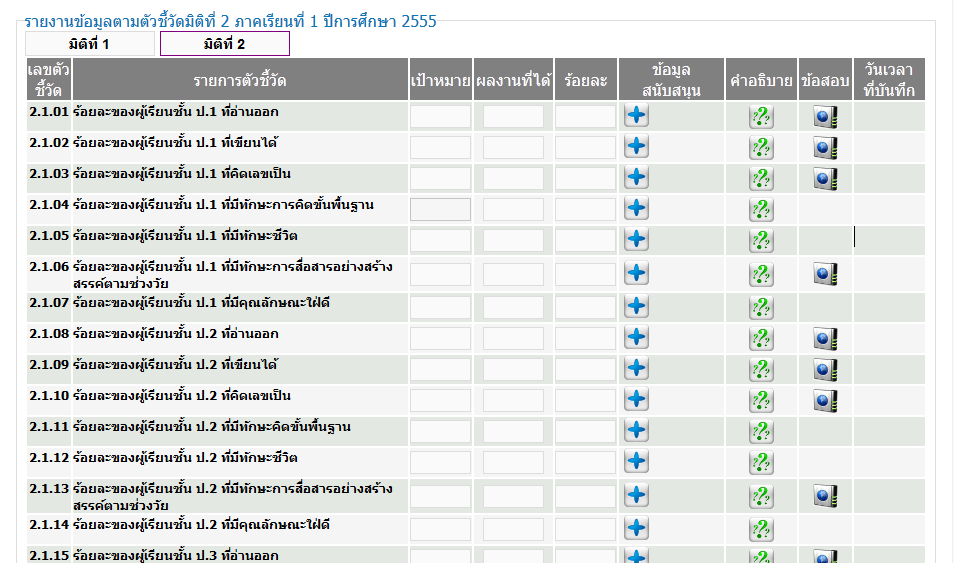 รายงานข้อมูลตามตัวชี้วัดมิติที่ 2 ภาคเรียนที่ 1 ปีการศึกษา 2555
มิติที่ 1 มิติที่ 2
เลขตัวชี้วัด รายการตัวชี้วัด เป้าหมาย ผลงานที่ได้ ร้อยละ ข้อมูลสนับสนุน คำอธิบาย ข้อสอบ วันเวลาที่บันทึก
2.1.01 ร้อยละของผู้เรียนชั้น ป.1 ที่อ่านออก
2.1.02 ร้อยละของผู้เรียนชั้น ป.1 ที่เขียนได้
2.1.03 ร้อยละของผู้เรียนชั้น ป.1 ที่คิดเลขเป็น
2.1.04 ร้อยละของผู้เรียนชั้น ป.1 ที่มีทักษะการคิดขั้นพื้นฐาน
2.1.05 ร้อยละของผู้เรียนชั้น ป.1 ที่มีทักษะชีวิต
2.1.06 ร้อยละของผู้เรียนชั้น ป.1 ที่มีทักษะการสื่อสารอย่างสร้าง
สรรค์ตามช่วงวัย
2.1.07 ร้อยละของผู้เรียนชั้น ป.1 ที่มีคุณลักษณะใฝ่ดี
2.1.08 ร้อยละของผู้เรียนชั้น ป.2 ที่อ่านออก
2.1.09 ร้อยละของผู้เรียนชั้น ป.2 ที่เขียนได้
2.1.10 ร้อยละของผู้เรียนชั้น ป.2 ที่คิดเลขเป็น
2.1.11 ร้อยละของผู้เรียนชั้น ป.2 ที่มีทักษะคิดขั้นพื้นฐาน
2.1.12 ร้อยละของผู้เรียนชั้น ป.2 ที่มีทักษะชีวิต
2.1.13 ร้อยละของผู้เรียนชั้น ป.2 ที่มีทักษะการสื่อสารอย่างสร้าง
สรรค์ตามช่วงวัย
2.1.14 ร้อยละของผู้เรียนชั้น ป.2 ที่มีคุณลักษณะใฝ่ดี
2.1.15 ร้อยละของผู้เรียนชั้น ป.3 ที่อ่านออก